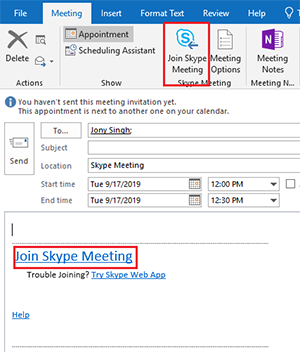 File Meeting Insert Format Text Review Help
Delete
Appointment
Scheduling Assistant
Join Skype
Meeting
Meeting
Options
Meeting
Notes
Actions Show Skype Meeting Meeting N...
You haven't sent this meeting invitation yet.
This appointment is next to another one on your calendar.
To... Jony Singh;
Subject
Send
Location Skype Meeting
Start time Tue 9/17/2019 12:00 PM
End time Tue 9/17/2019 12:30 PM
Join Skype Meeting
Trouble Joining? Try Skype Web App
Help